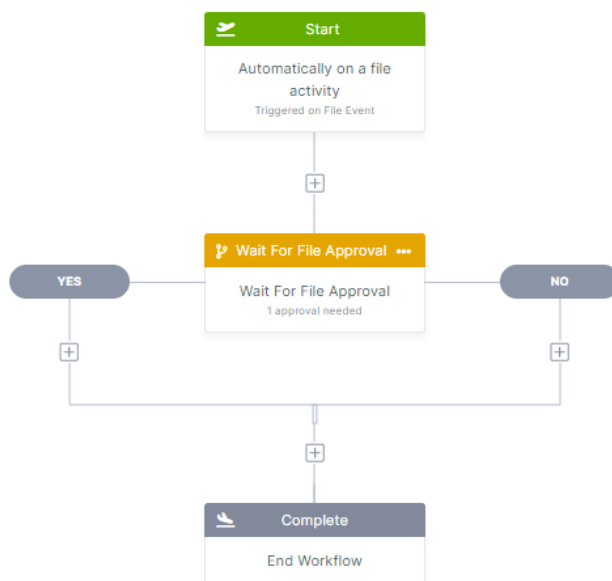 Start
Automatically on a file
activity
Triggered on File Event
Wait For File Approval
YES
Wait For File Approval
1 approval needed
NO
Complete
End Workflow